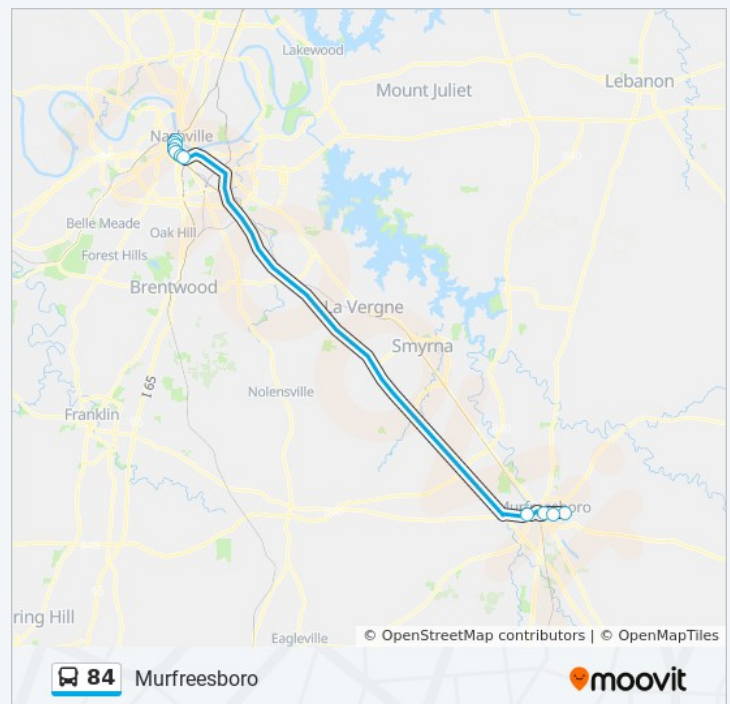 Lakewood
Lebanon
Mount Juliet
Nashville
Belle Meade
Oak Hill
Forest Hills
Brentwood
La Vergne
Smyrna
I 65
Nolensville
Franklin
Murfreesboro
ring Hill
Eagleville
© OpenStreetMap contributors | © OpenMapTiles
84 Murfreesboro
moovit